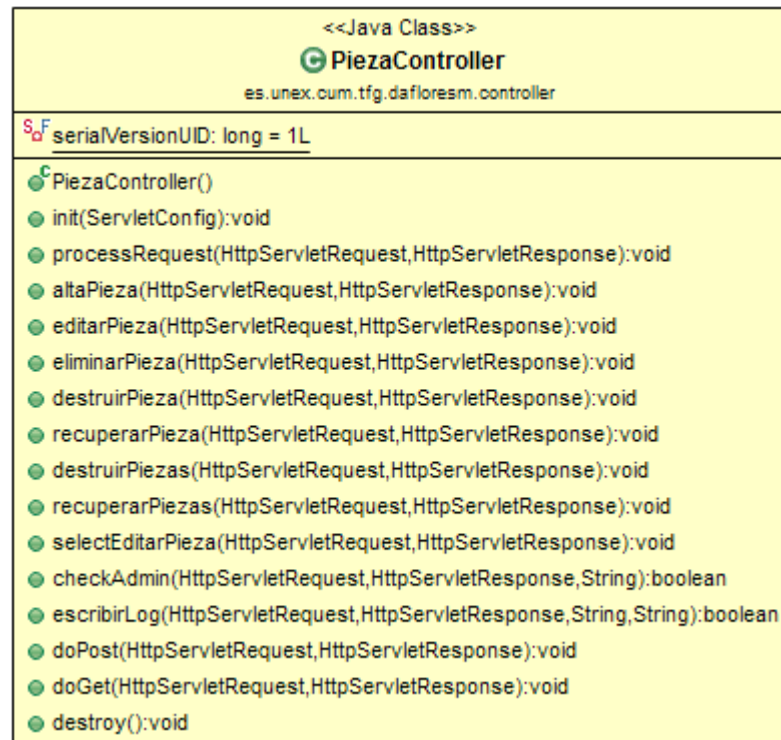 <<Java Class>>
PiezaController
es.unex.cum.tfg.dafloresm.controller
serialVersionUID: long = 1L
PiezaController()
init(ServletConfig):void
processRequest(HttpServletRequest,HttpServletResponse):void
altaPieza(HttpServletRequest,HttpServletResponse):void
editarPieza(HttpServletRequest,HttpServletResponse):void
eliminarPieza(HttpServletRequest,HttpServletResponse):void
destruirPieza(HttpServletRequest,HttpServletResponse):void
recuperarPieza(HttpServletRequest,HttpServletResponse):void
destruirPiezas(HttpServletRequest,HttpServletResponse):void
recuperarPiezas(HttpServletRequest,HttpServletResponse):void
selectEditarPieza(HttpServletRequest,HttpServletResponse):void
checkAdmin(HttpServletRequest,HttpServletResponse,String):boolean
escribirLog(HttpServletRequest,HttpServletResponse,String,String):boolean
doPost(HttpServletRequest,HttpServletResponse):void
doGet(HttpServletRequest,HttpServletResponse):void
destroy():void